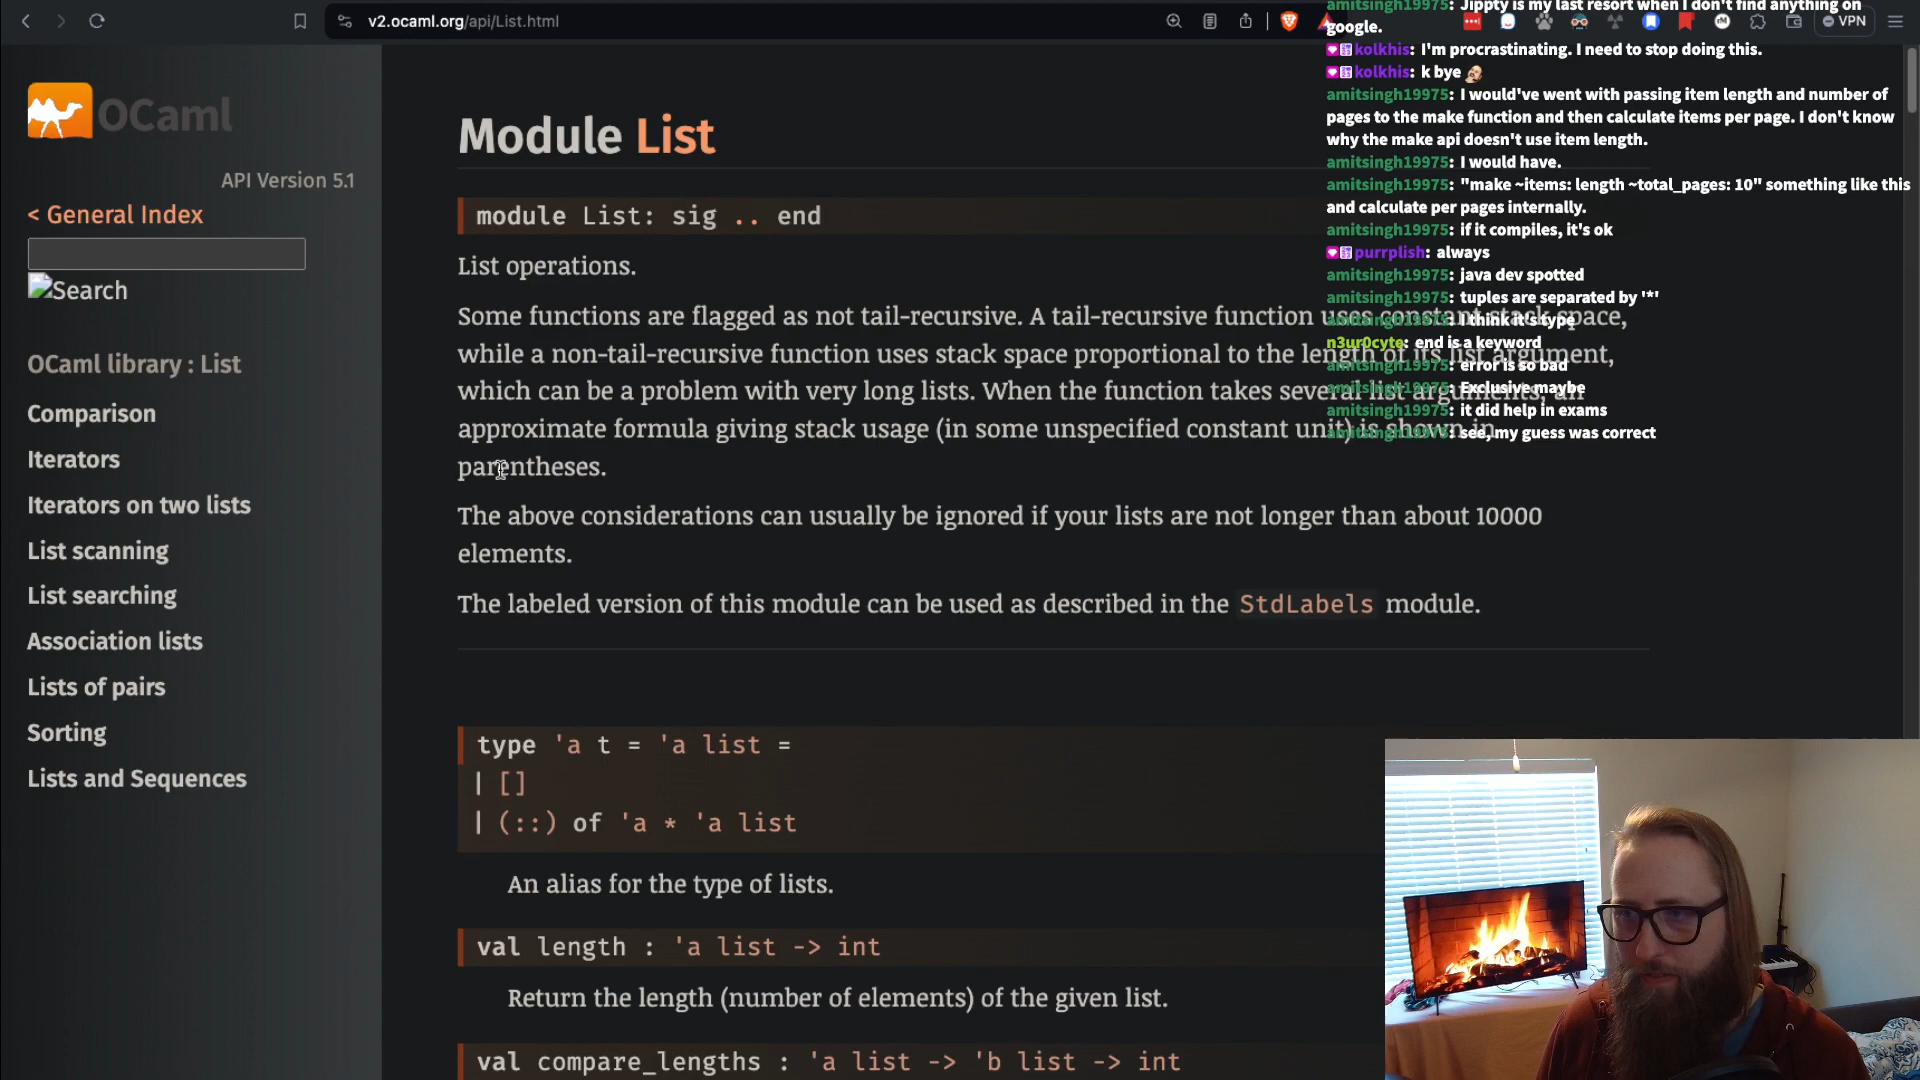 v2.ocaml.org/api/List.html
VPN
OCaml
API Version 5.1
< General Index
Search
OCaml library : List
Comparison
Iterators
Iterators on two lists
List scanning
List searching
Association lists
Lists of pairs
Sorting
Lists and Sequences
Module List
module List: sig .. end
List operations.
Some functions are flagged as not tail-recursive. A tail-recursive function uses constant stack space,
while a non-tail-recursive function uses stack space proportional to the length of its list argument,
which can be a problem with very long lists. When the function takes several list arguments, an
approximate formula giving stack usage (in some unspecified constant unit) is shown in
parentheses.
The above considerations can usually be ignored if your lists are not longer than about 10000
elements.
The labeled version of this module can be used as described in the StdLabels module.
type 'a t = 'a list =
| []
| (::) of 'a * 'a list
An alias for the type of lists.
val length : 'a list -> int
Return the length (number of elements) of the given list.
val compare_lengths : 'a list -> 'b list -> int
amitsingh19975: Jippty is my last resort when I don't find anything on
google.
kolkhis: I'm procrastinating. I need to stop doing this.
kolkhis: k bye
amitsingh19975: I would've went with passing item length and number of
pages to the make function and then calculate items per page. I don't know
why the make api doesn't use item length.
amitsingh19975: I would have.
amitsingh19975: "make ~items: length ~total_pages: 10" something like this
and calculate per pages internally.
amitsingh19975: if it compiles, it's ok
purrplish: always
amitsingh19975: java dev spotted
amitsingh19975: tuples are separated by '*'
amitsingh19975: I think it's type
n3ur0cyte: end is a keyword
amitsingh19975: error is so bad
amitsingh19975: Exclusive maybe
amitsingh19975: it did help in exams
amitsingh19975: see, my guess was correct